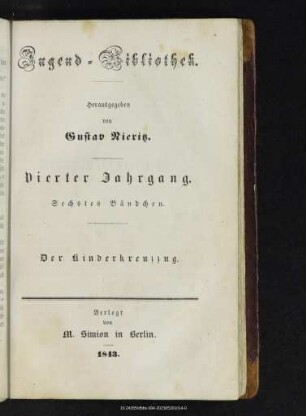 Jugend-Bibliothek.
Herausgegeben
von
Gustav Nieritz.
Vierter Jahrgang.
Sechstes Bändchen.
Der Kinderkreuzzug.
Verlegt
von
M. Simion in Berlin.
1843.